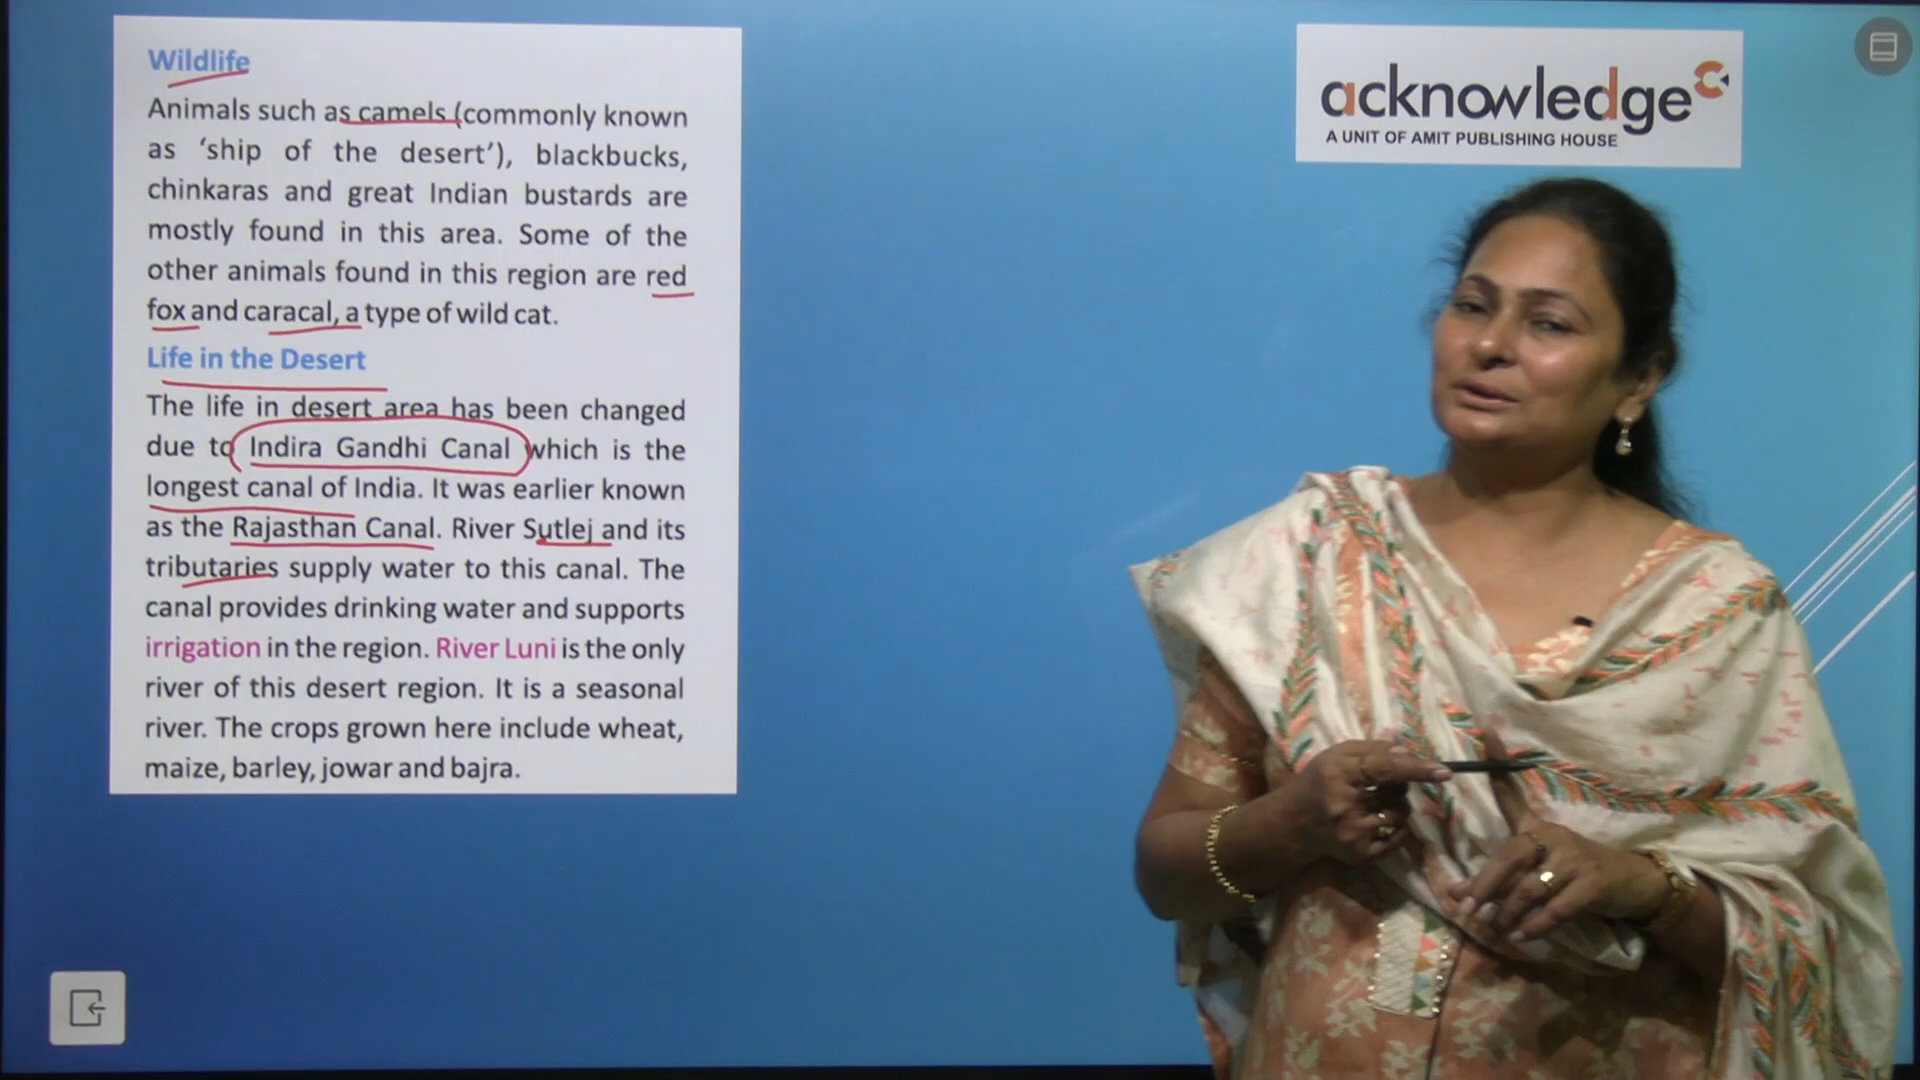 Wildlife
Animals such as camels (commonly known
as ‘ship of the desert’), blackbucks,
chinkaras and great Indian bustards are
mostly found in this area. Some of the
other animals found in this region are red
fox and caracal, a type of wild cat.
Life in the Desert
The life in desert area has been changed
due to Indira Gandhi Canal which is the
longest canal of India. It was earlier known
as the Rajasthan Canal. River Sutlej and its
tributaries supply water to this canal. The
canal provides drinking water and supports
irrigation in the region. River Luni is the only
river of this desert region. It is a seasonal
river. The crops grown here include wheat,
maize, barley, jowar and bajra.
acknowledge
A UNIT OF AMIT PUBLISHING HOUSE